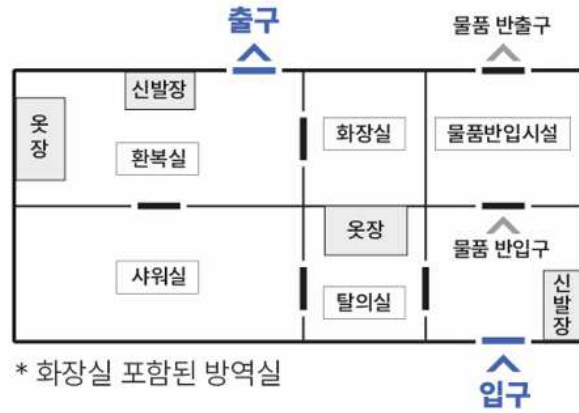 출구
물품 반출구
신발장
옷장
환복실
화장실
물품반입시설
옷장
물품 반입구
샤워실
탈의실
신발장
* 화장실 포함된 방역실
입구